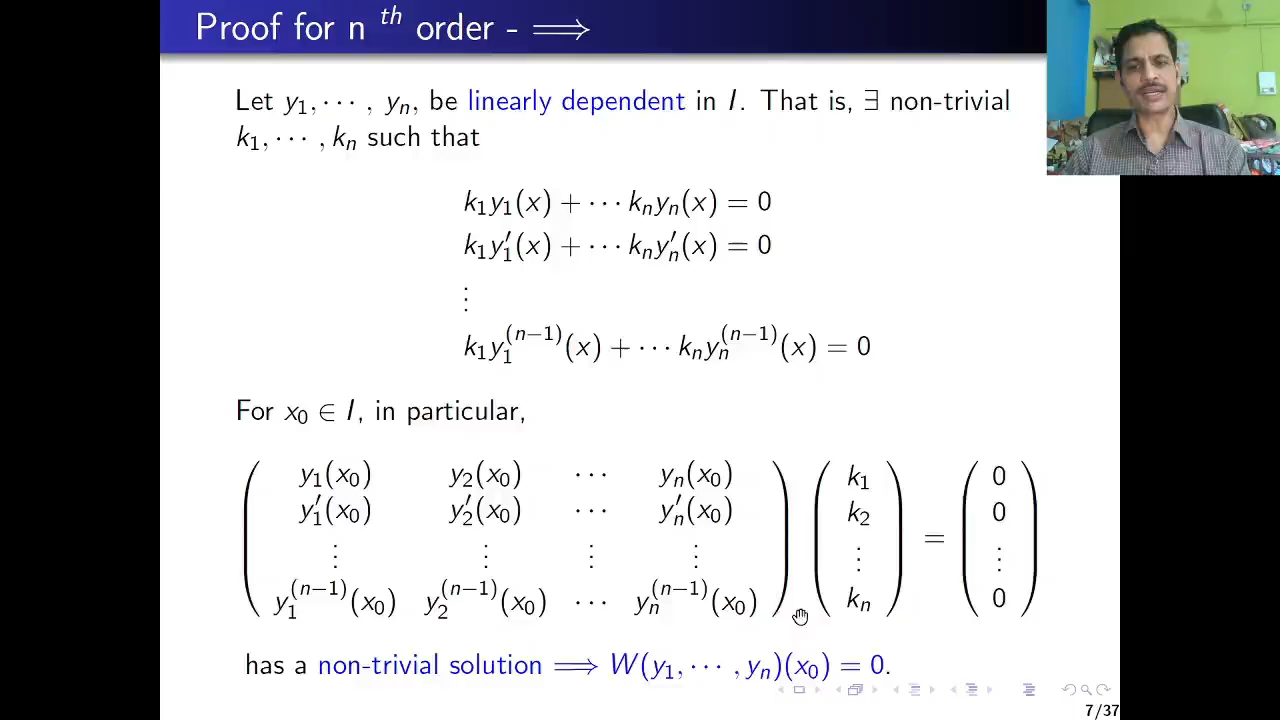 Proof for n th order - ⟹
Let y₁, ⋯ , yₙ, be linearly dependent in I. That is, ∃ non-trivial
k₁, ⋯ , kₙ such that
k₁y₁(x) + ⋯ kₙyₙ(x) = 0
k₁y₁′(x) + ⋯ kₙyₙ′(x) = 0
⋮
k₁y₁⁽ⁿ⁻¹⁾(x) + ⋯ kₙyₙ⁽ⁿ⁻¹⁾(x) = 0
For x₀ ∈ I, in particular,
( y₁(x₀) y₂(x₀) ⋯ yₙ(x₀) ) ( k₁ ) ( 0 )
y₁′(x₀) y₂′(x₀) ⋯ yₙ′(x₀) k₂ 0
⋮ ⋮ ⋮ ⋮ ⋮ = ⋮
y₁⁽ⁿ⁻¹⁾(x₀) y₂⁽ⁿ⁻¹⁾(x₀) ⋯ yₙ⁽ⁿ⁻¹⁾(x₀) kₙ 0
has a non-trivial solution ⟹ W(y₁, ⋯ , yₙ)(x₀) = 0.
7/37